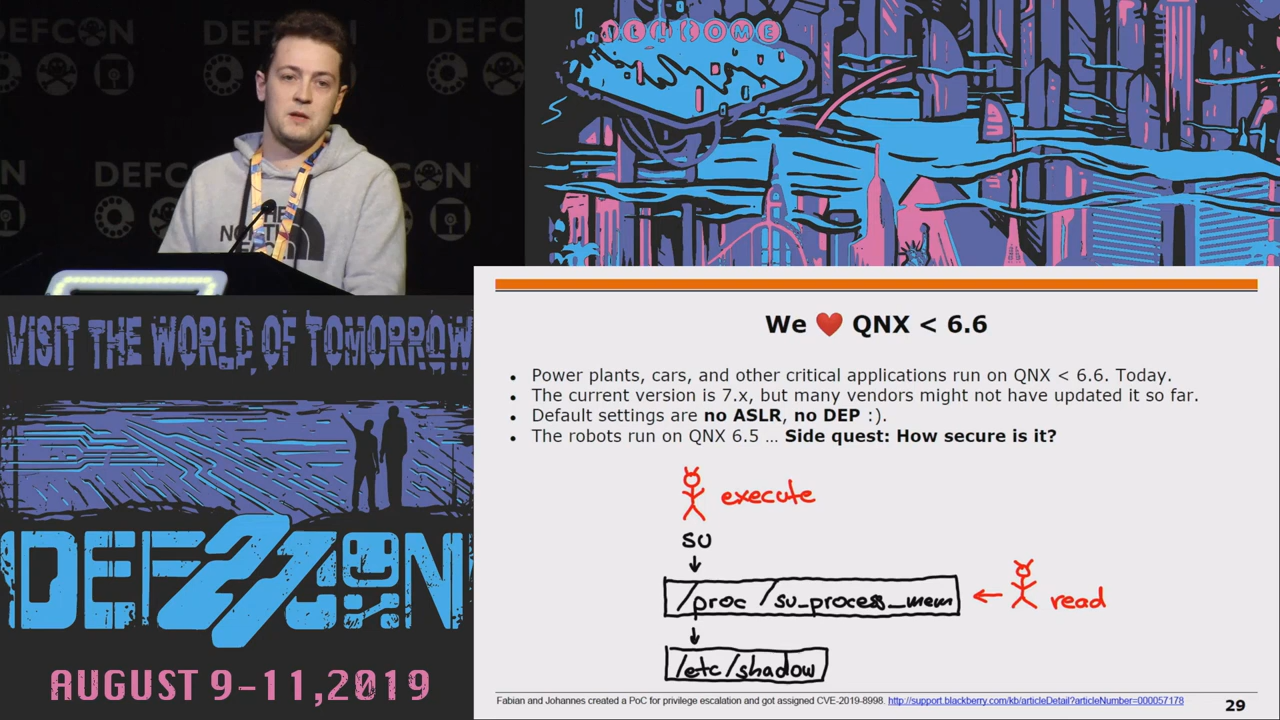 DEFCON
DEFCON
DEFCON
DEFCON
THE
NORTH
FACE
WELCOME
VISIT THE WORLD OF TOMORROW
DEF27CON
AUGUST 9-11,2019
We ❤ QNX < 6.6
• Power plants, cars, and other critical applications run on QNX < 6.6. Today.
• The current version is 7.x, but many vendors might not have updated it so far.
• Default settings are no ASLR, no DEP :).
• The robots run on QNX 6.5 … Side quest: How secure is it?
execute
su
/proc/su_process_mem
read
/etc/shadow
Fabian and Johannes created a PoC for privilege escalation and got assigned CVE-2019-8998. http://support.blackberry.com/kb/articleDetail?articleNumber=000057178
29